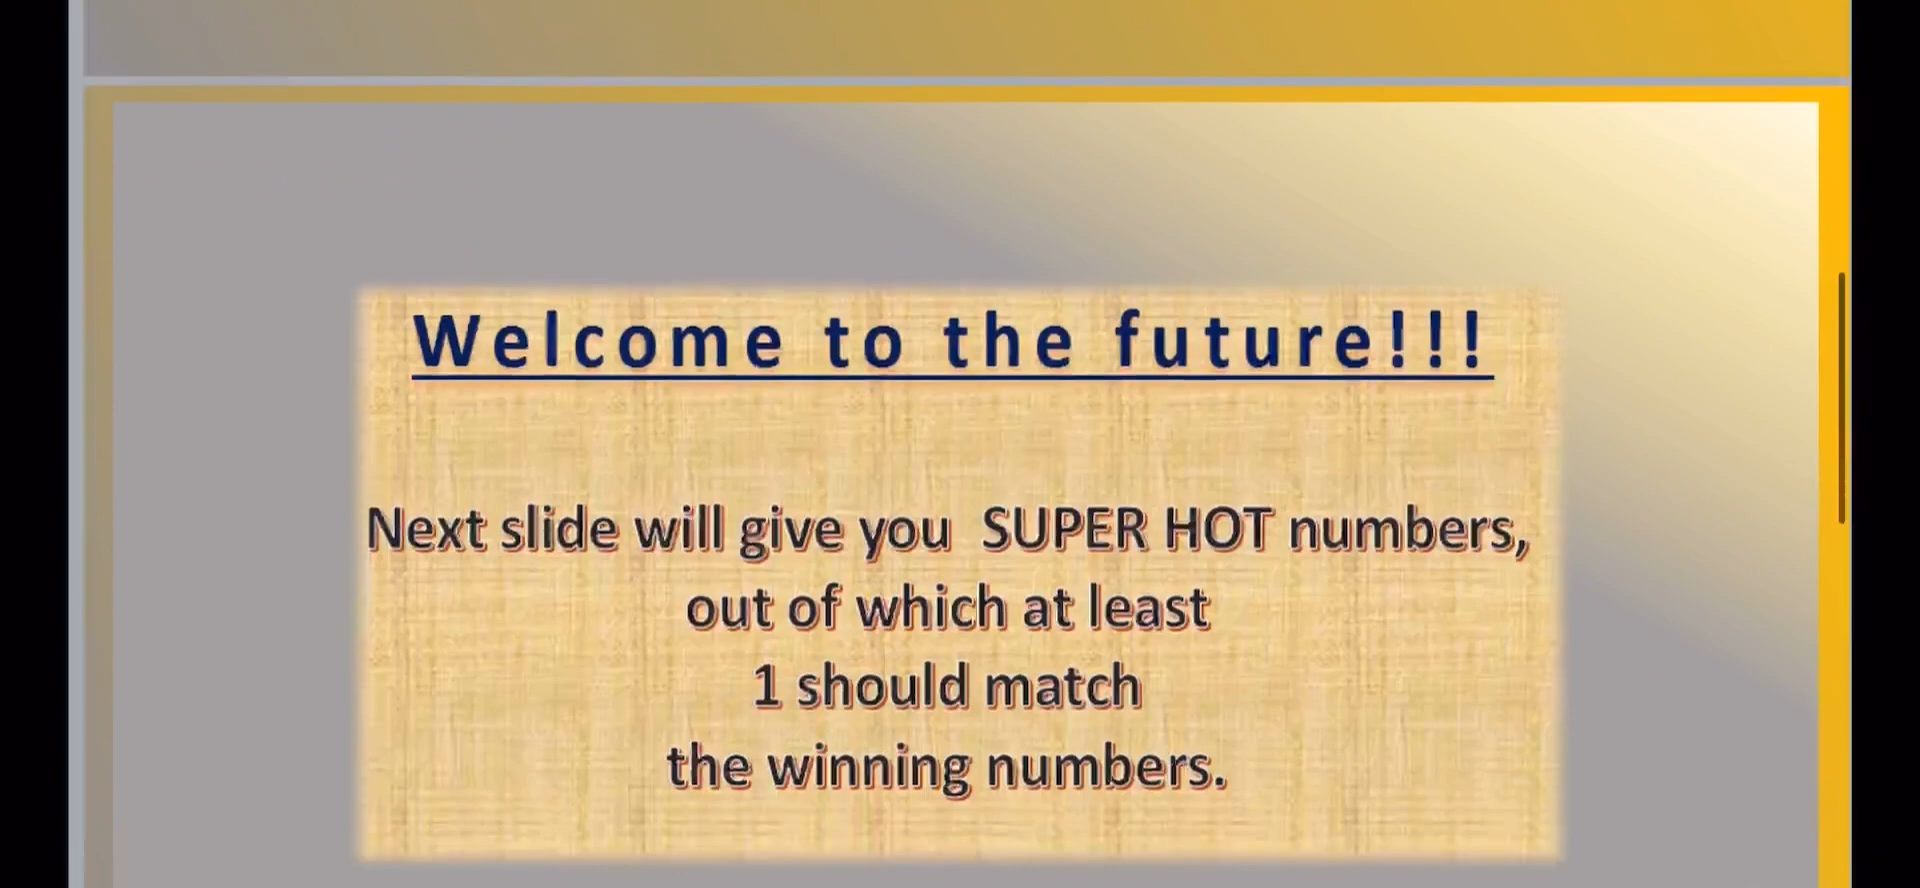 Welcome to the future!!!
Next slide will give you SUPER HOT numbers,
out of which at least
1 should match
the winning numbers.